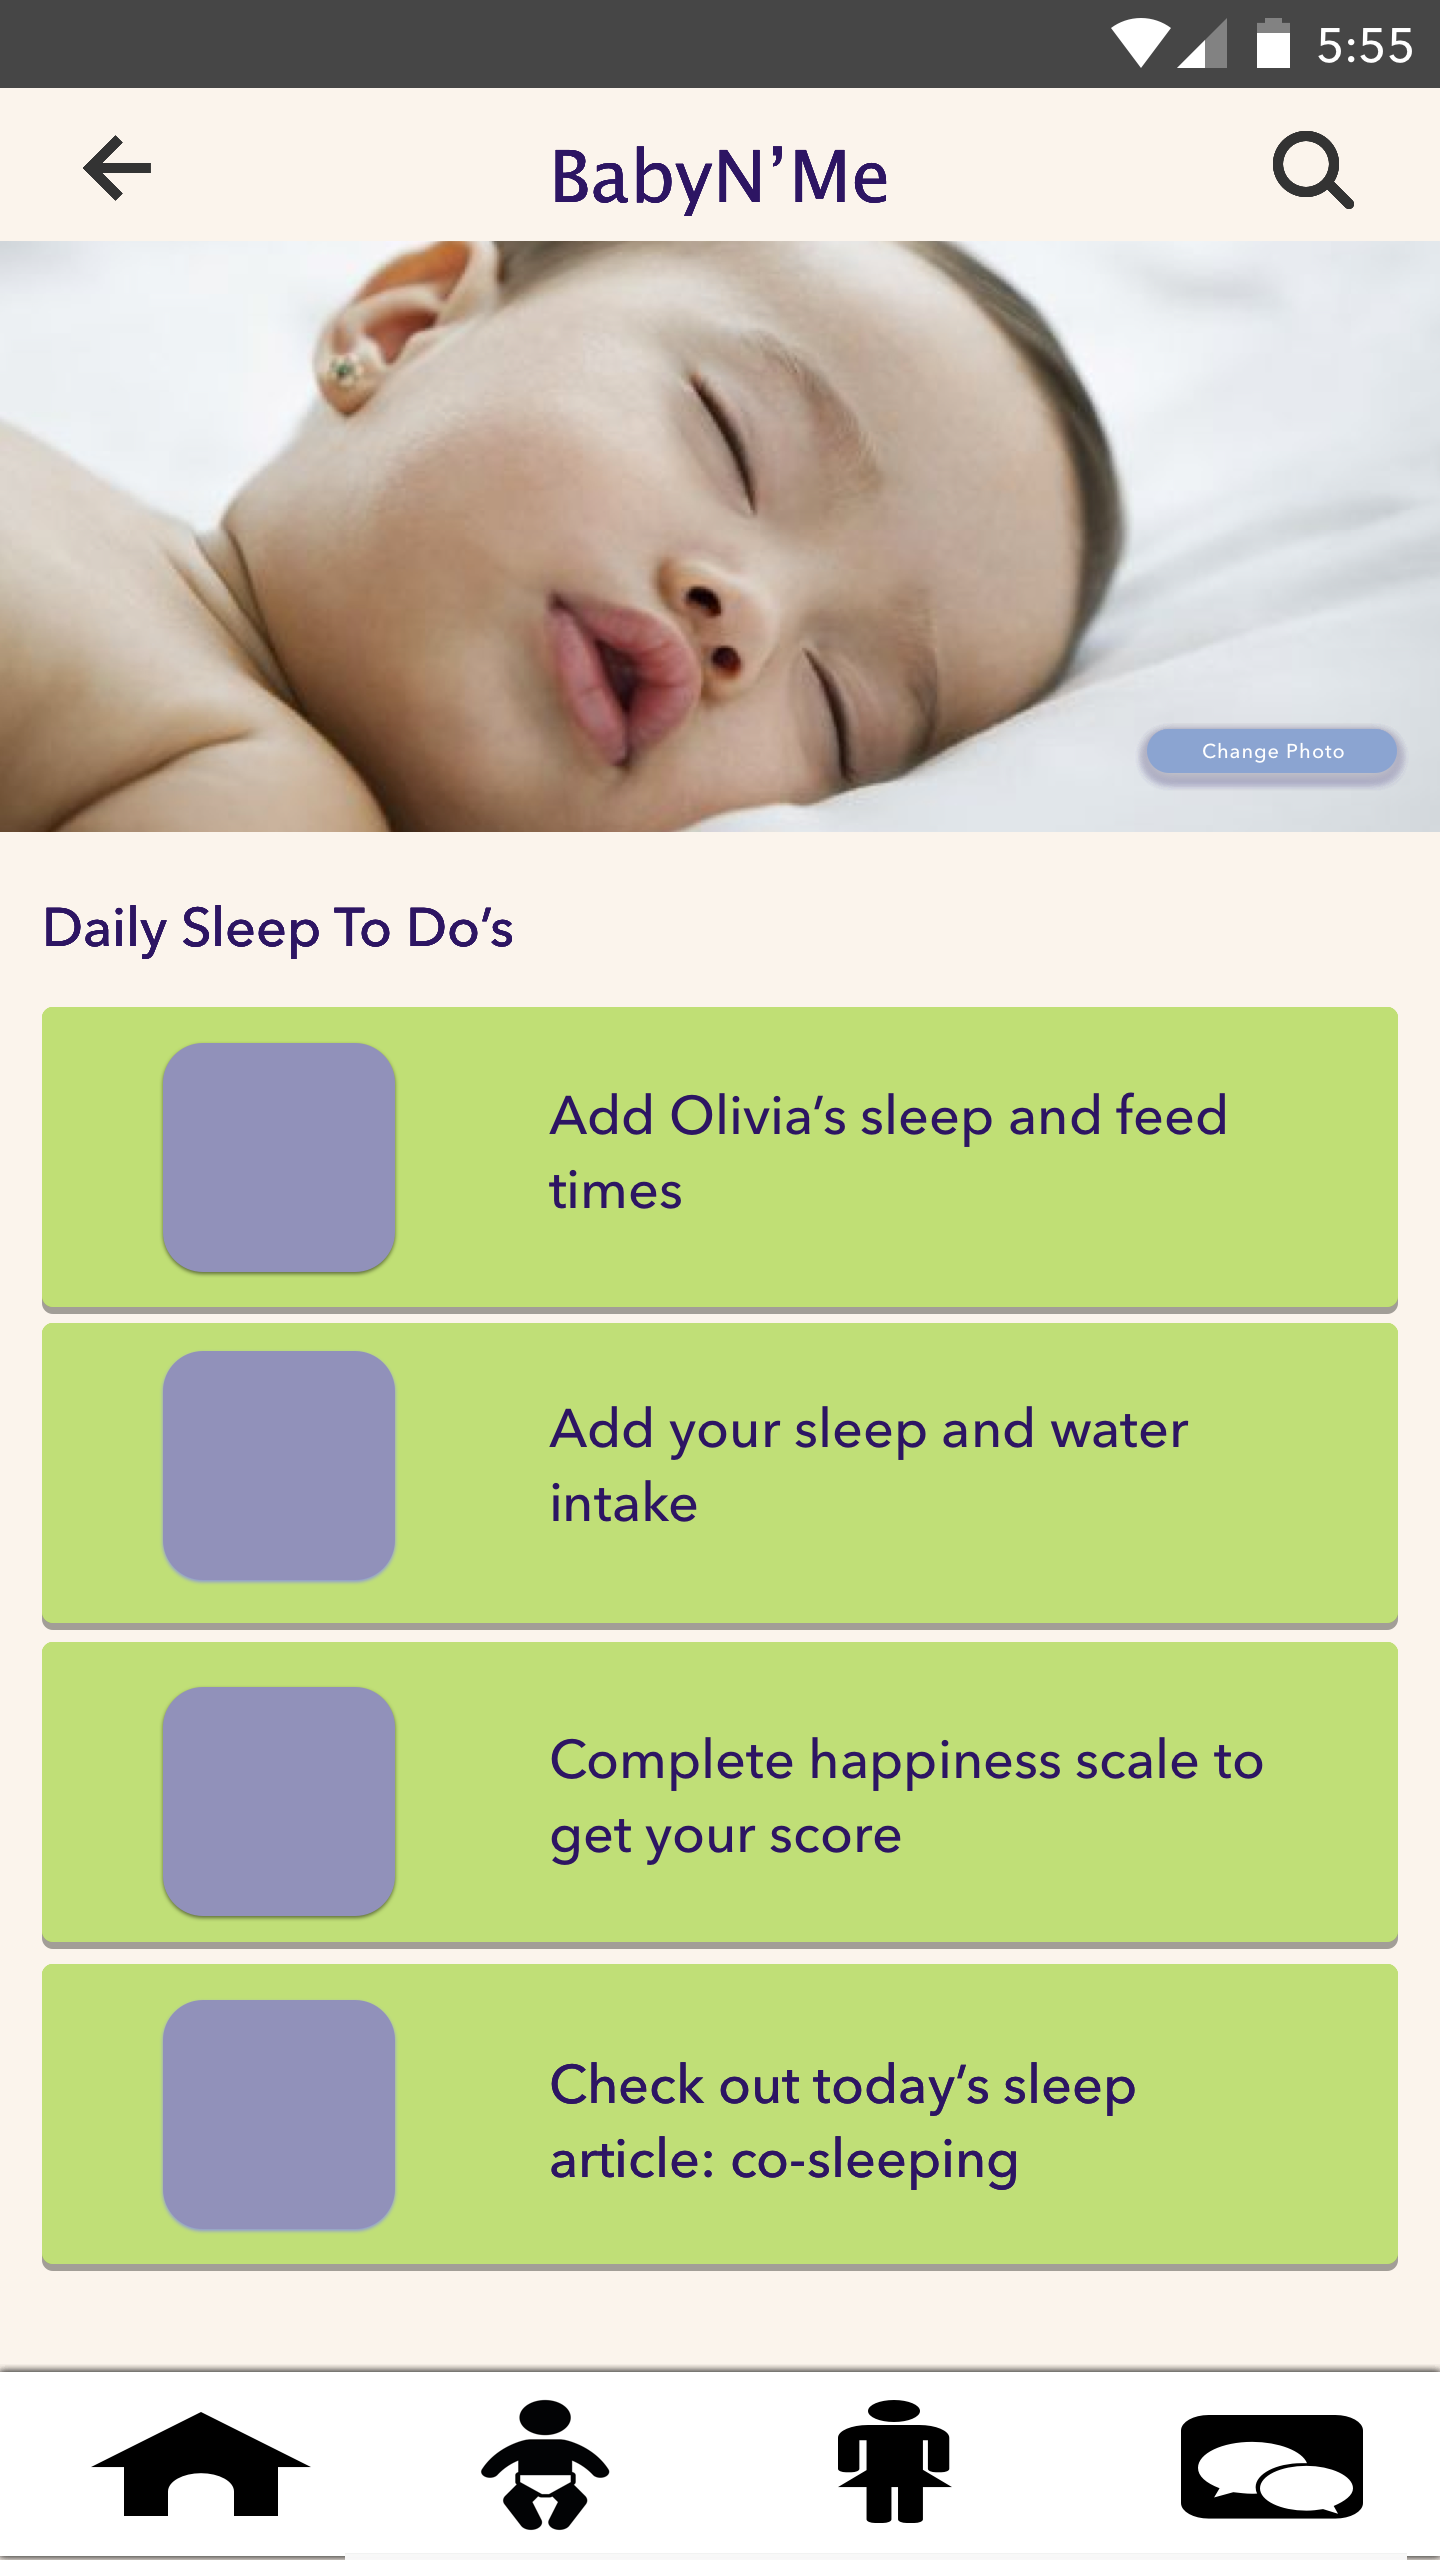 5:55
BabyN’Me
Change Photo
Daily Sleep To Do’s
Add Olivia’s sleep and feed
times
Add your sleep and water
intake
Complete happiness scale to
get your score
Check out today’s sleep
article: co-sleeping